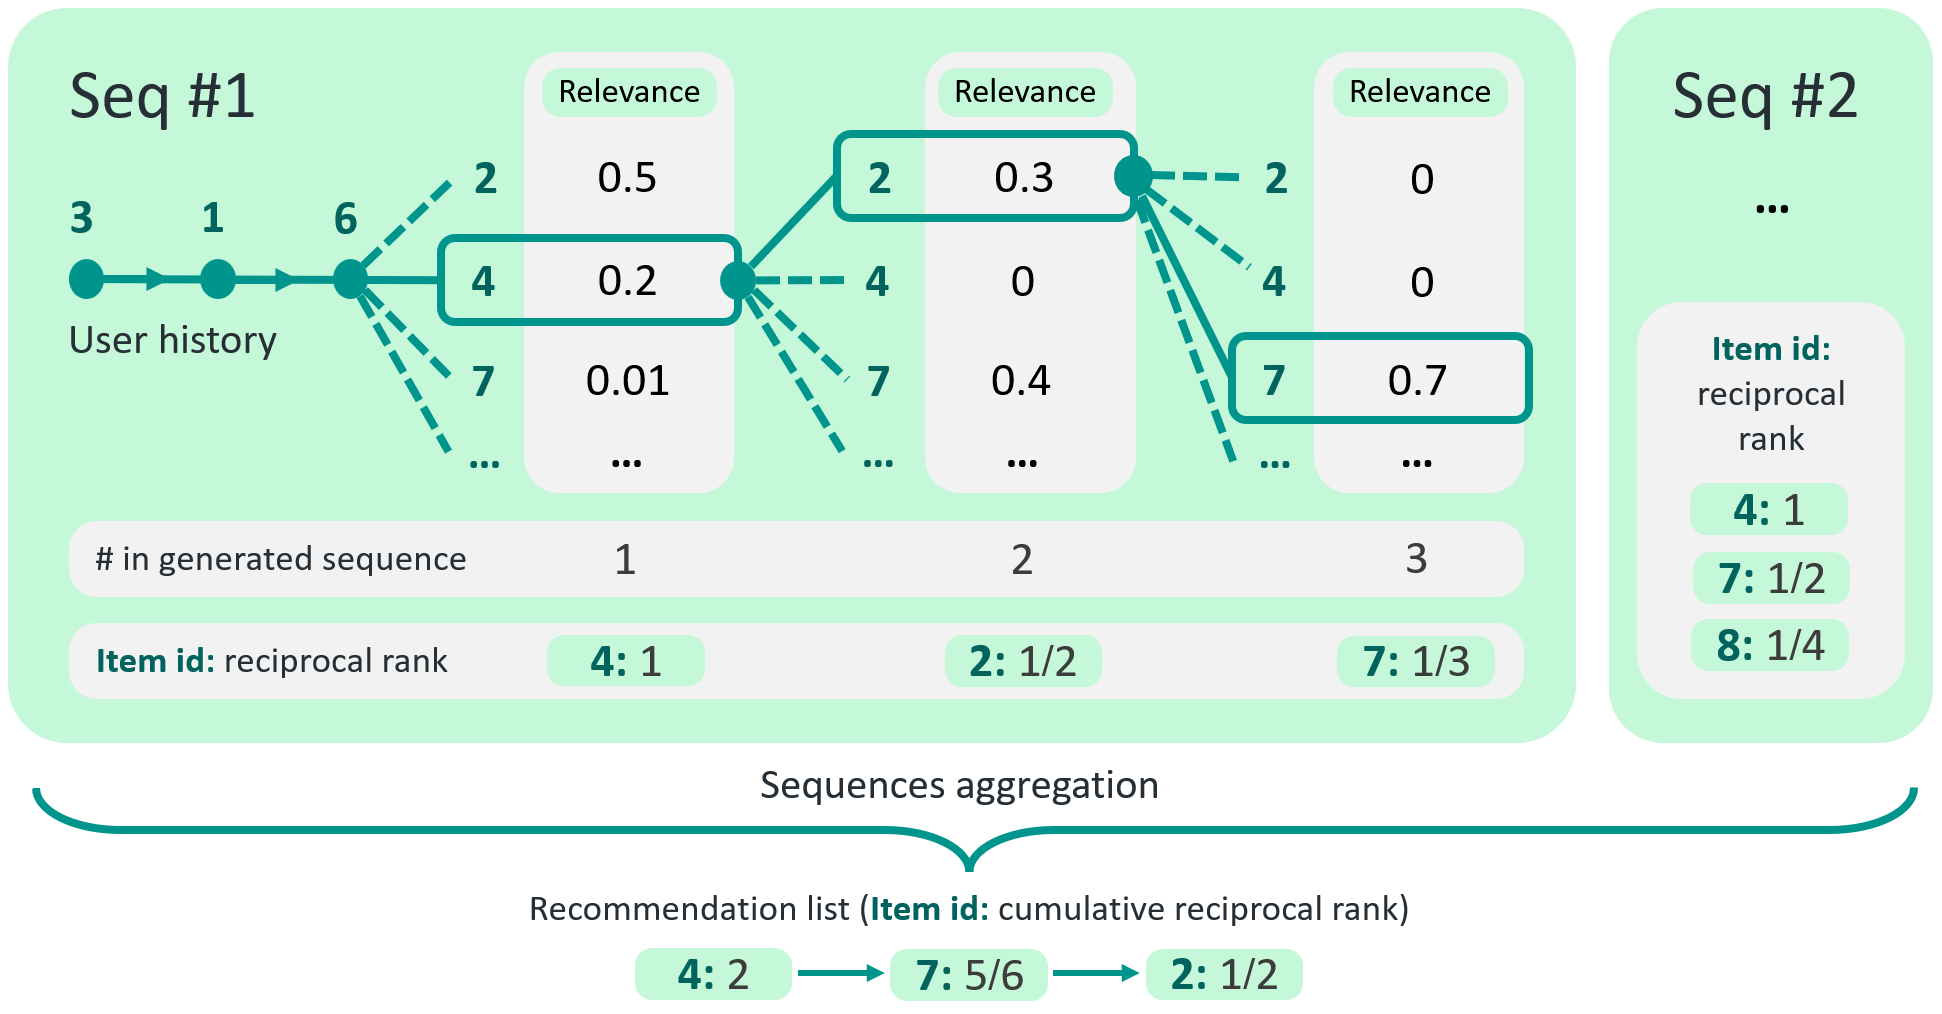 Seq #1
Relevance
Relevance
Relevance
Seq #2
3 1 6
User history
2 0.5 2 0.3 2 0
4 0.2 4 0 4 0
7 0.01 7 0.4 7 0.7
... ... ... ... ... ...
# in generated sequence 1 2 3
Item id: reciprocal rank 4: 1 2: 1/2 7: 1/3
...
Item id:
reciprocal
rank
4: 1
7: 1/2
8: 1/4
Sequences aggregation
Recommendation list (Item id: cumulative reciprocal rank)
4: 2 7: 5/6 2: 1/2